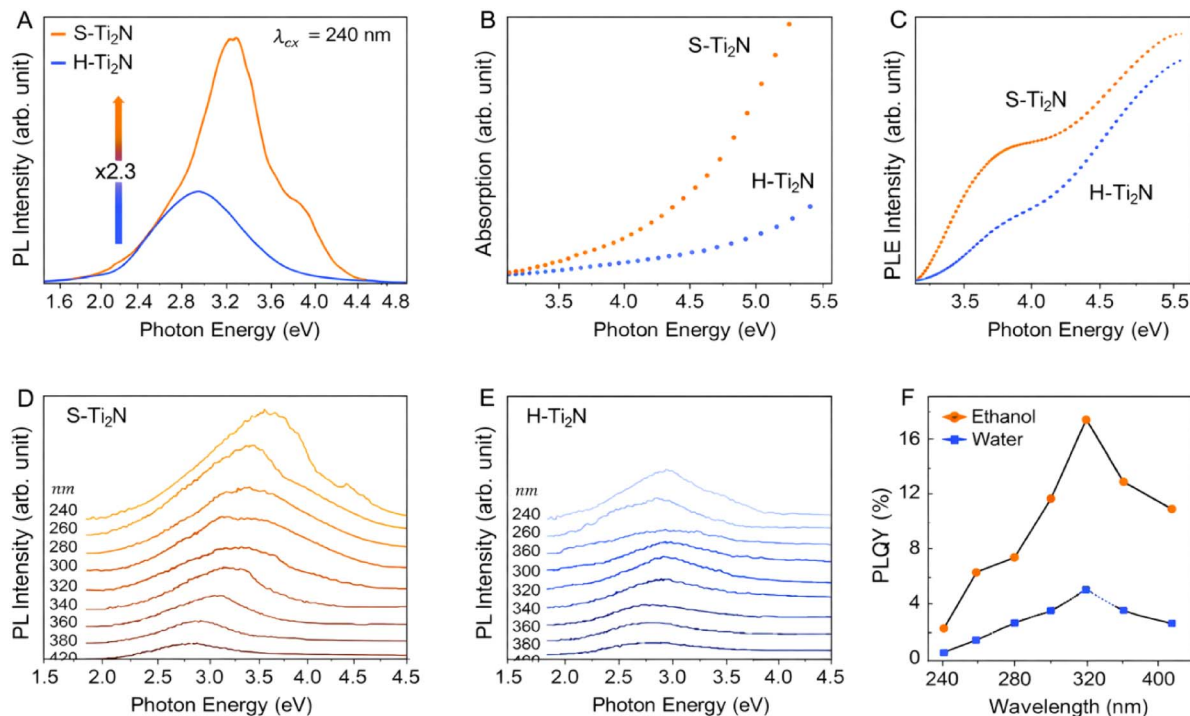 A
PL Intensity (arb. unit)
S-Ti₂N
H-Ti₂N
λcx = 240 nm
x2.3
1.6 2.0 2.4 2.8 3.2 3.6 4.0 4.4 4.8
Photon Energy (eV)
B
Absorption (arb. unit)
S-Ti₂N
H-Ti₂N
3.5 4.0 4.5 5.0 5.5
Photon Energy (eV)
C
PLE Intensity (arb. unit)
S-Ti₂N
H-Ti₂N
3.5 4.0 4.5 5.5
Photon Energy (eV)
D
S-Ti₂N
PL Intensity (arb. unit)
nm
240
260
280
300
320
340
360
380
420
1.5 2.0 2.5 3.0 3.5 4.0 4.5
Photon Energy (eV)
E
H-Ti₂N
PL Intensity (arb. unit)
nm
240
260
360
300
320
340
360
380
1.5 2.0 2.5 3.0 3.5 4.0 4.5
Photon Energy (eV)
F
Ethanol
Water
PLQY (%)
16
12
8
4
0
240 280 320 400
Wavelength (nm)